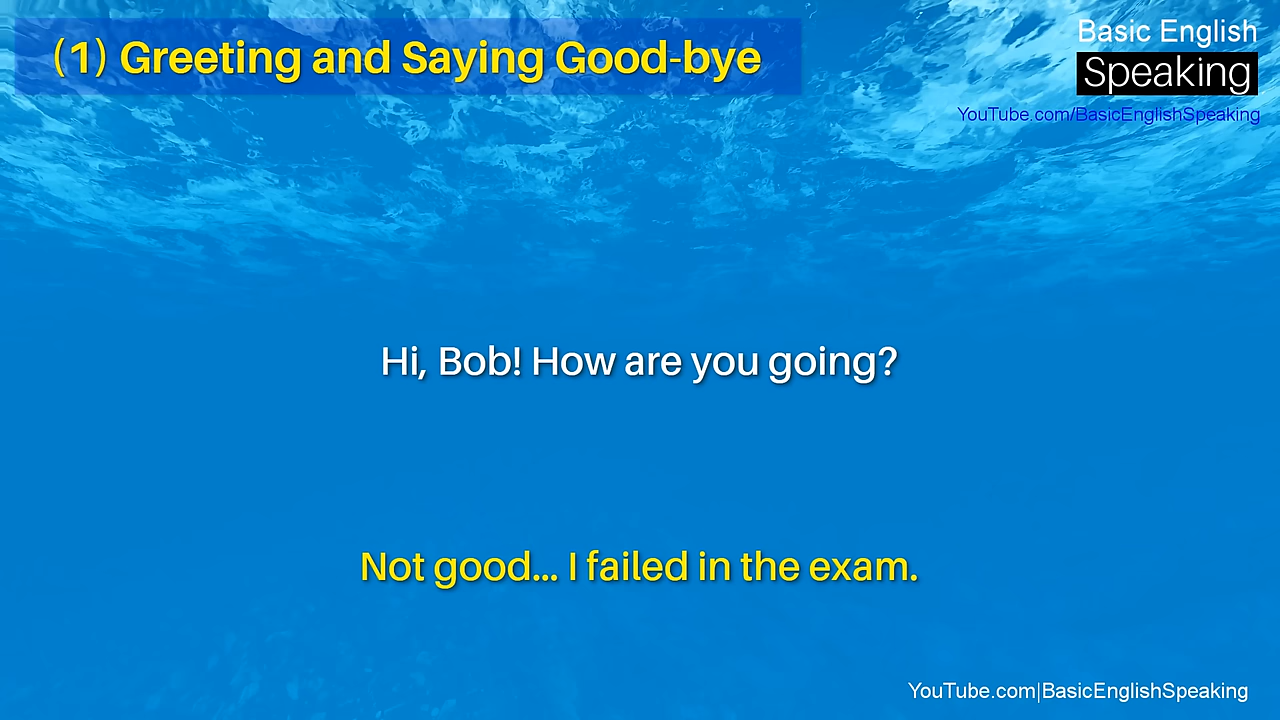 (1) Greeting and Saying Good-bye
Basic English
Speaking
YouTube.com/BasicEnglishSpeaking
Hi, Bob! How are you going?
Not good... I failed in the exam.
YouTube.com|BasicEnglishSpeaking